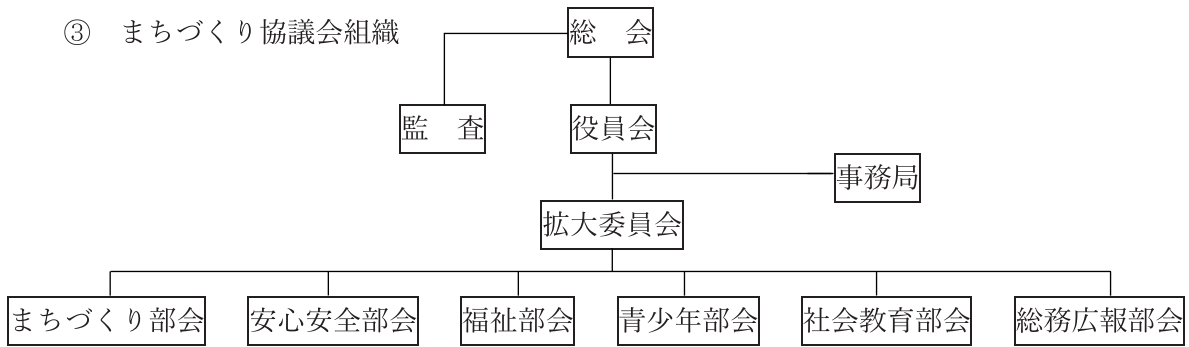 ③　まちづくり協議会組織
総　会
監　査
役員会
事務局
拡大委員会
まちづくり部会
安心安全部会
福祉部会
青少年部会
社会教育部会
総務広報部会